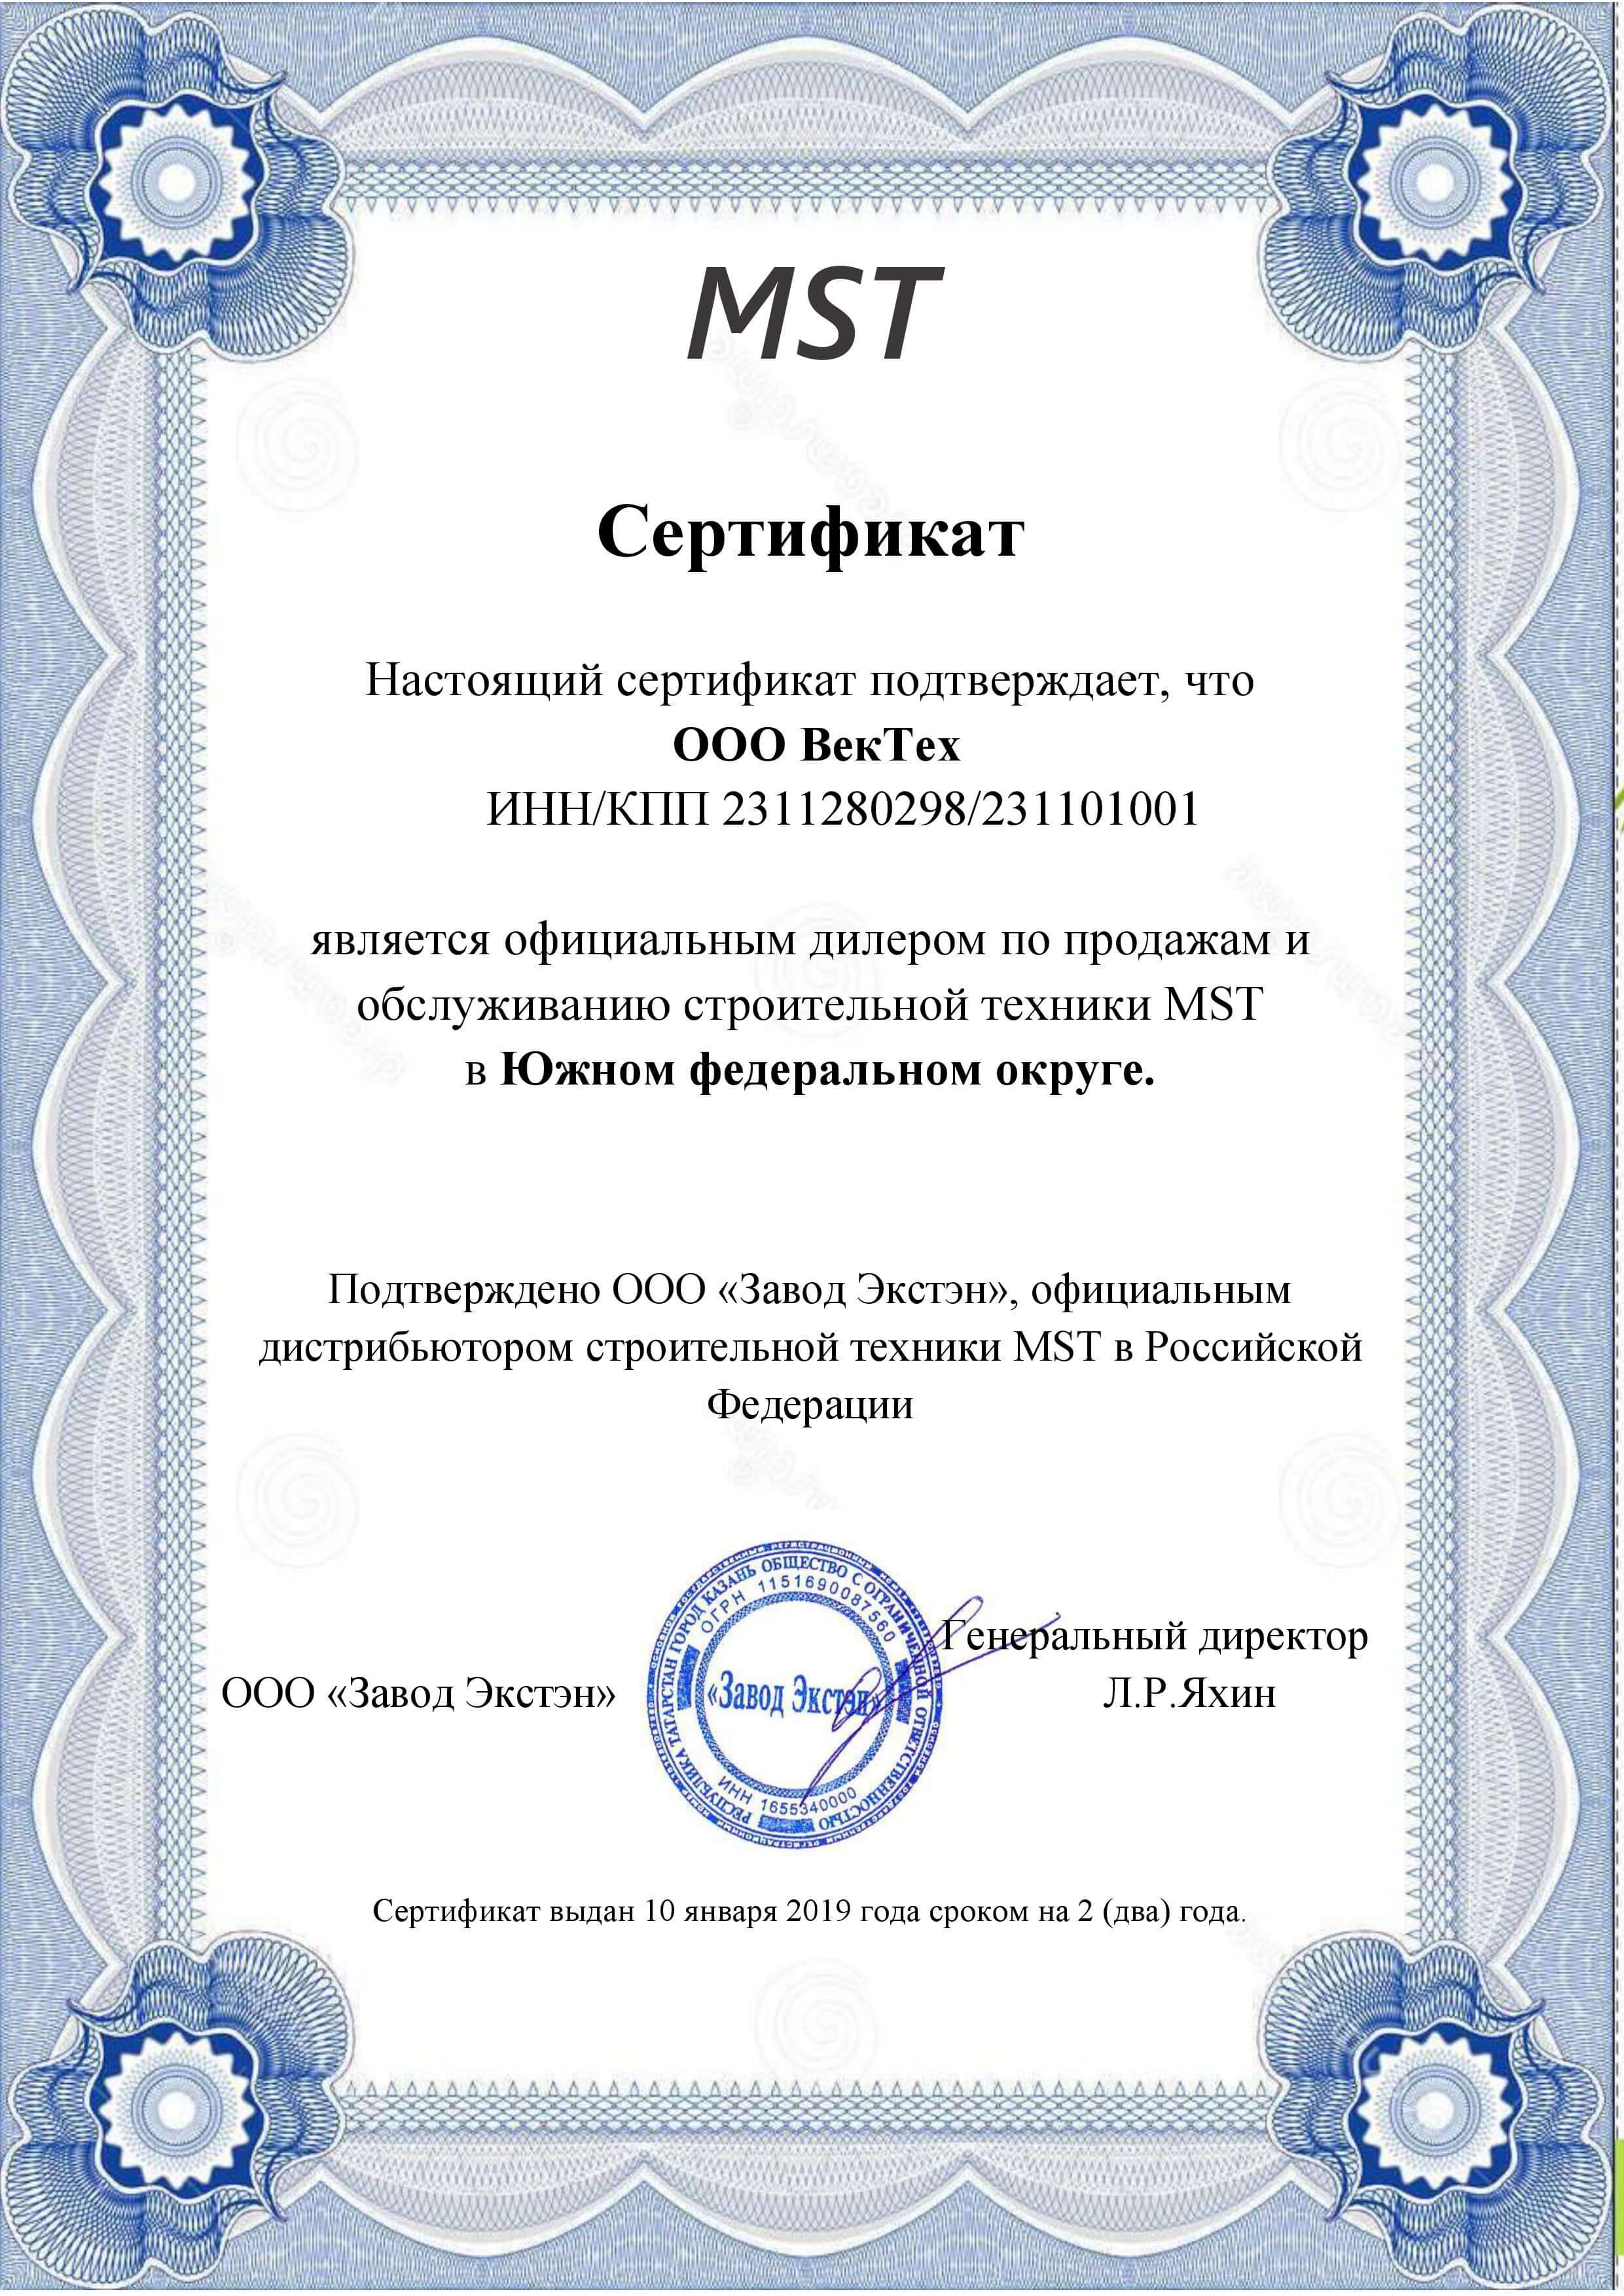 MST
Сертификат
Настоящий сертификат подтверждает, что
ООО ВекТех
ИНН/КПП 2311280298/231101001
является официальным дилером по продажам и
обслуживанию строительной техники MST
в Южном федеральном округе.
Подтверждено ООО «Завод Экстэн», официальным
дистрибьютором строительной техники MST в Российской
Федерации
Генеральный директор
ООО «Завод Экстэн»
Л.Р.Яхин
РЕСПУБЛИКА ТАТАРСТАН ГОРОД КАЗАНЬ ОБЩЕСТВО С ОГРАНИЧЕННОЙ ОТВЕТСТВЕННОСТЬЮ
ОГРН 1151690087560
«Завод Экстэн»
ИНН 1655340000
Сертификат выдан 10 января 2019 года сроком на 2 (два) года.